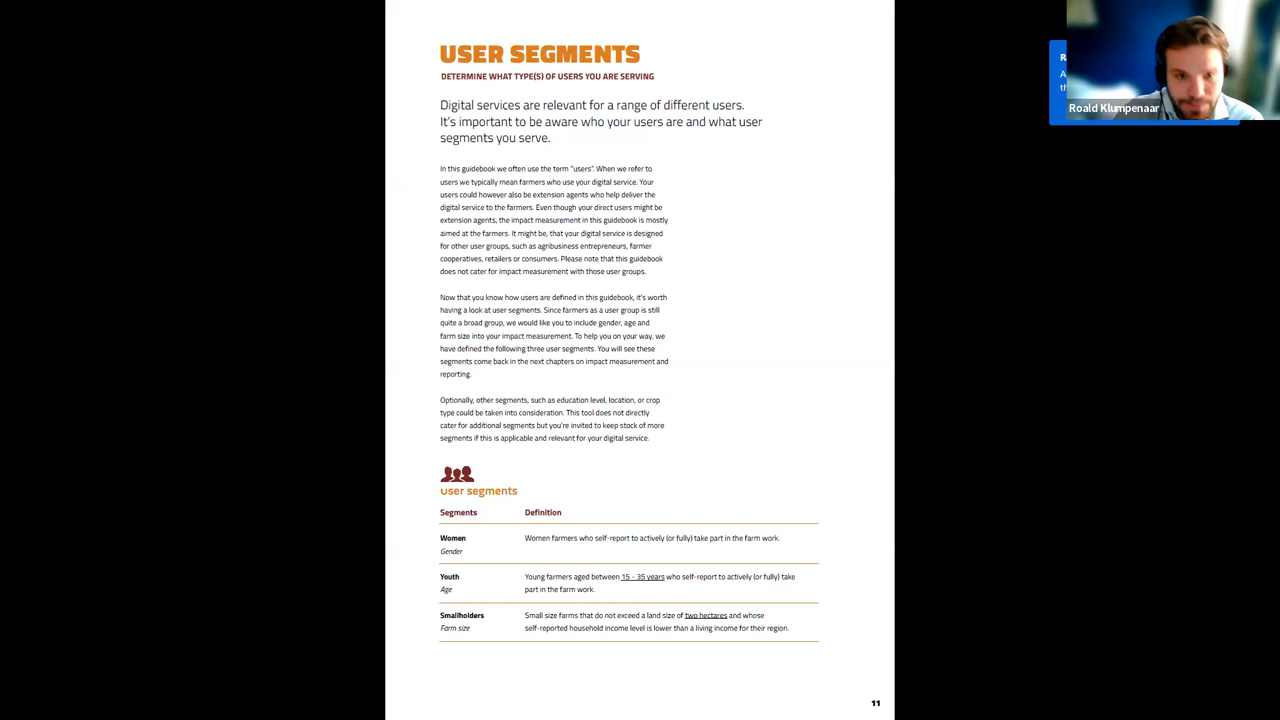 USER SEGMENTS
DETERMINE WHAT TYPE(S) OF USERS YOU ARE SERVING
Digital services are relevant for a range of different users.
It's important to be aware who your users are and what user
segments you serve.
In this guidebook we often use the term "users". When we refer to
users we typically mean farmers who use your digital service. Your
users could however also be extension agents who help deliver the
digital service to the farmers. Even though your direct users might be
extension agents, the impact measurement in this guidebook is mostly
aimed at the farmers. It might be, that your digital service is designed
for other user groups, such as agribusiness entrepreneurs, farmer
cooperatives, retailers or consumers. Please note that this guidebook
does not cater for impact measurement with those user groups.
Now that you know how users are defined in this guidebook, it's worth
having a look at user segments. Since farmers as a user group is still
quite a broad group, we would like you to include gender, age and
farm size into your impact measurement. To help you on your way, we
have defined the following three user segments. You will see these
segments come back in the next chapters on impact measurement and
reporting.
Optionally, other segments, such as education level, location, or crop
type could be taken into consideration. This tool does not directly
cater for additional segments but you're invited to keep stock of more
segments if this is applicable and relevant for your digital service.
User segments
Segments Definition
Women Women farmers who self-report to actively (or fully) take part in the farm work.
Gender
Youth Young farmers aged between 15 - 35 years who self-report to actively (or fully) take
Age part in the farm work.
Smallholders Small size farms that do not exceed a land size of two hectares and whose
Farm size self-reported household income level is lower than a living income for their region.
11
Roald Klumpenaar